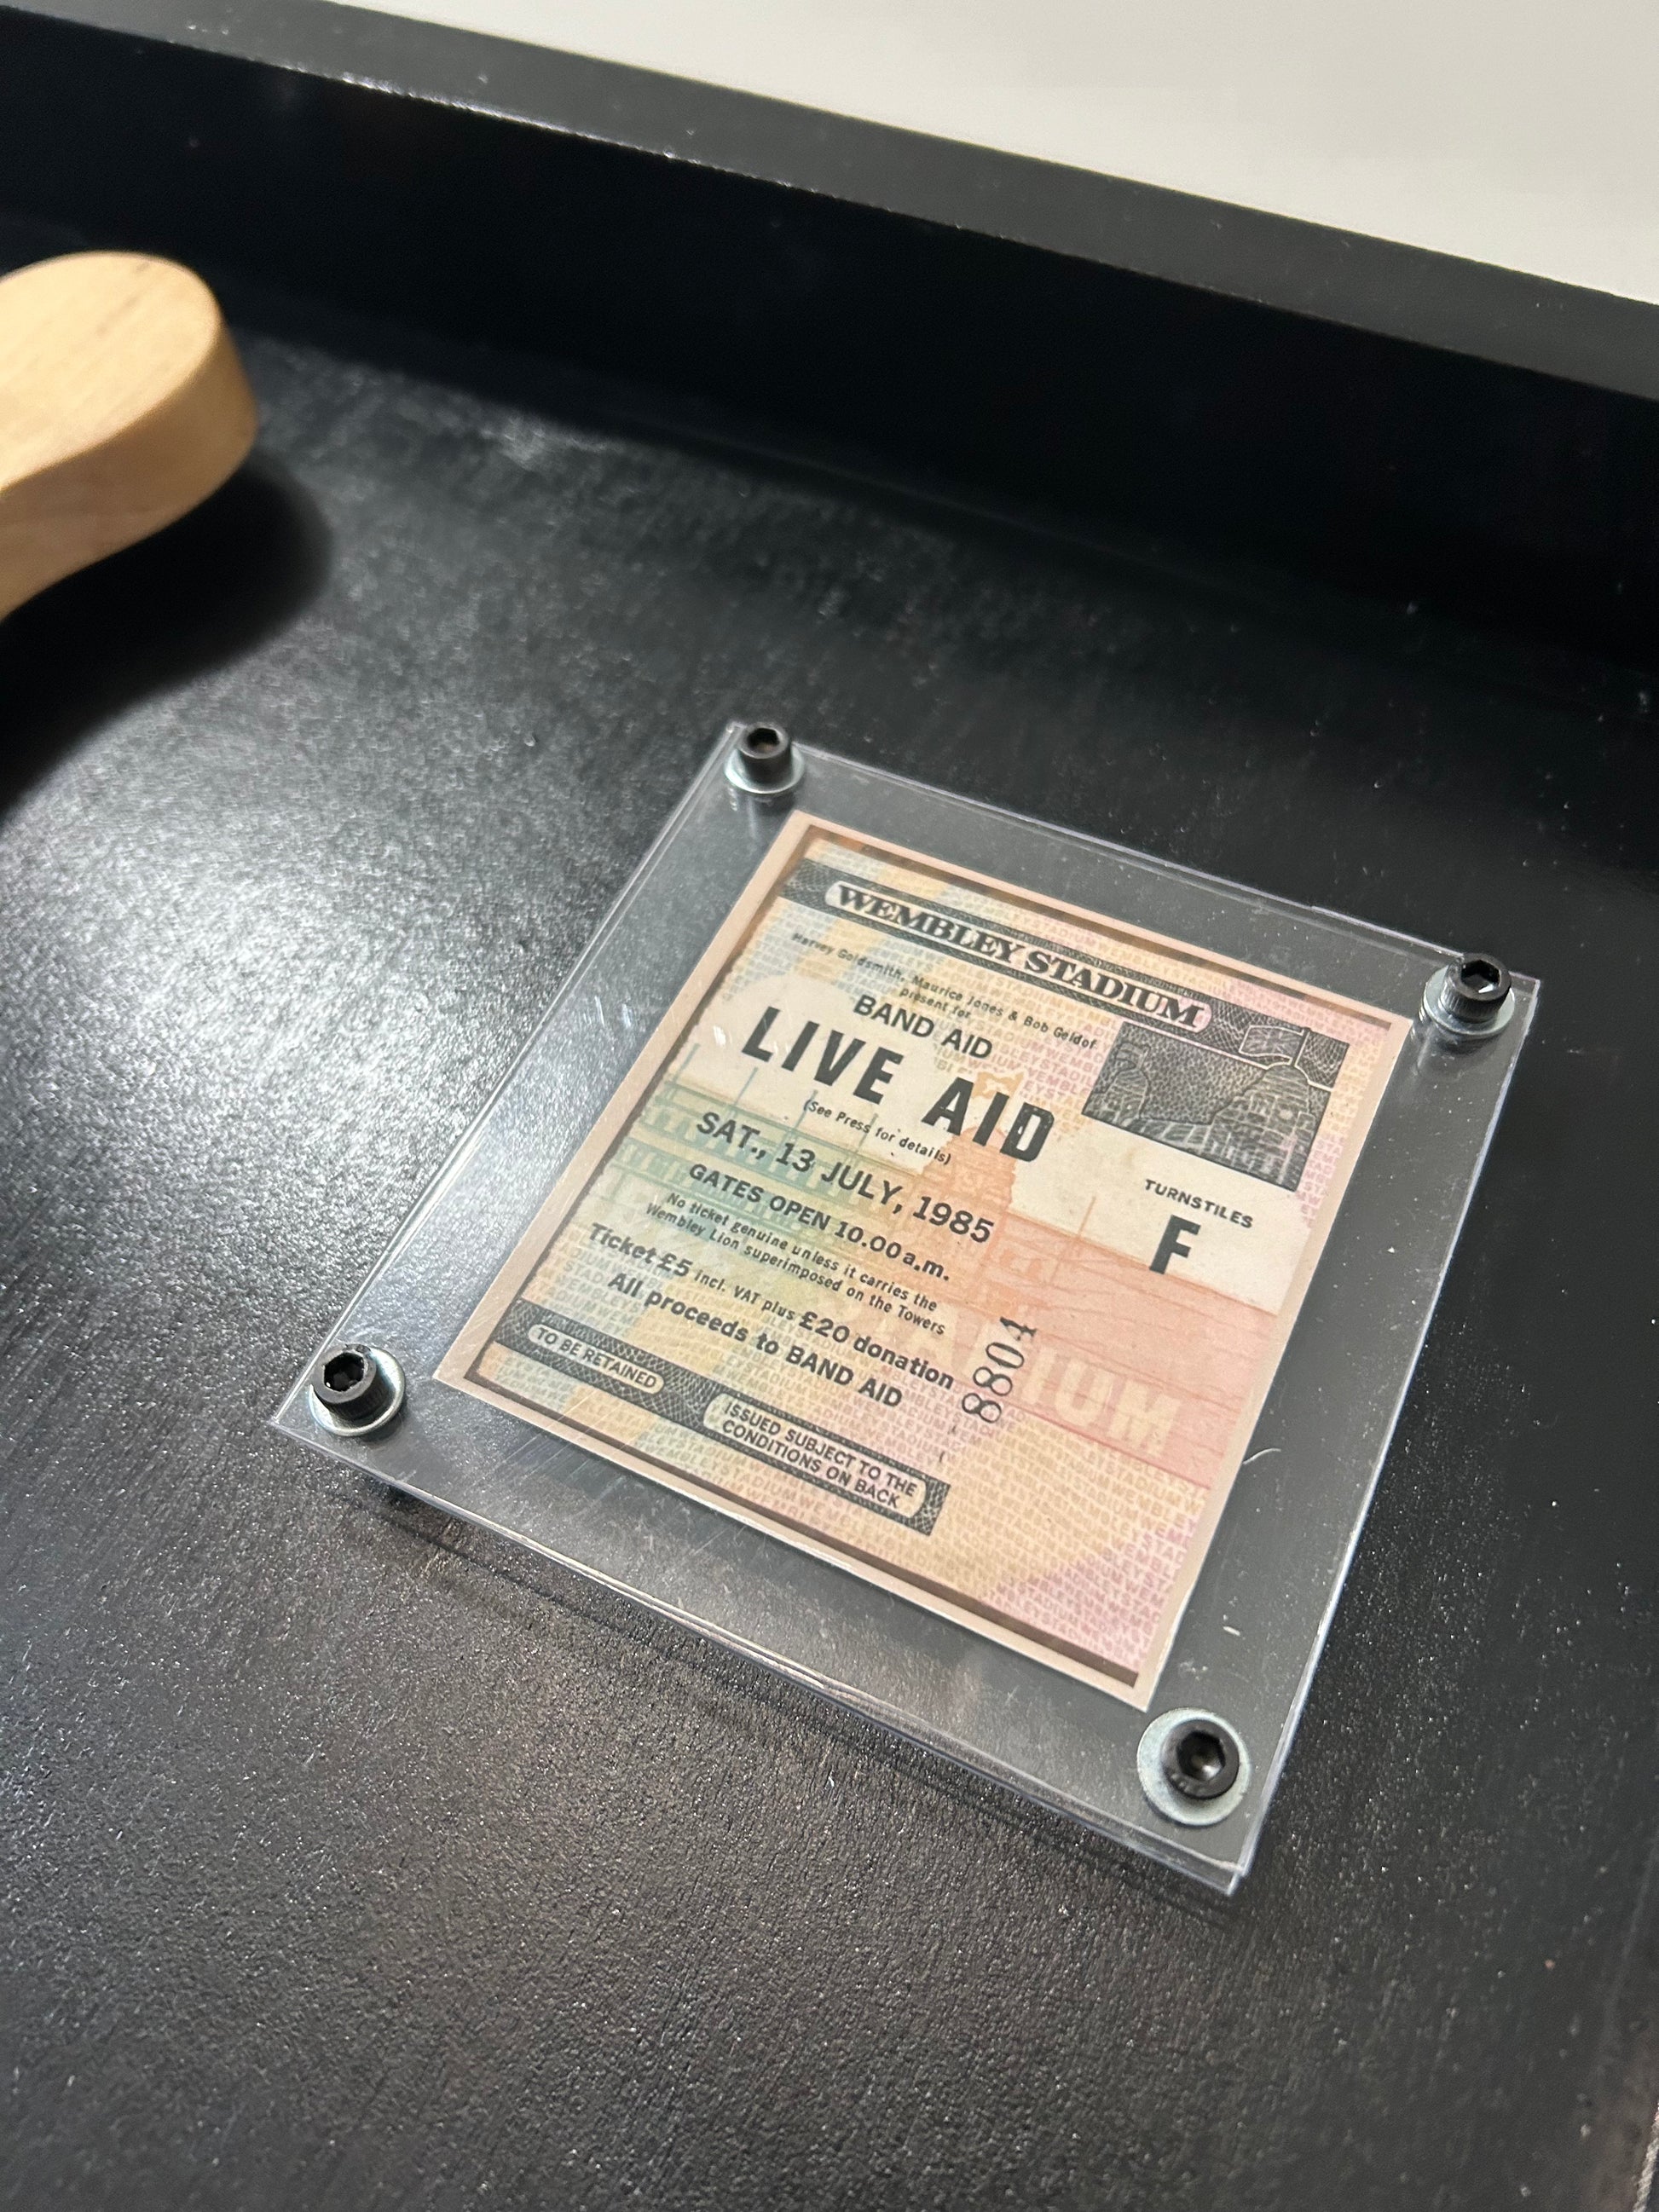 WEMBLEY STADIUM
Harvey Goldsmith, Maurice Jones & Bob Geldof
present for
BAND AID
LIVE AID
(See Press for details)
SAT., 13 JULY, 1985
GATES OPEN 10.00 a.m.
No ticket genuine unless it carries the
Wembley Lion superimposed on the Towers
Ticket £5 incl. VAT plus £20 donation
All proceeds to BAND AID
TURNSTILES
F
8804
TO BE RETAINED
ISSUED SUBJECT TO THE
CONDITIONS ON BACK
STADIUM